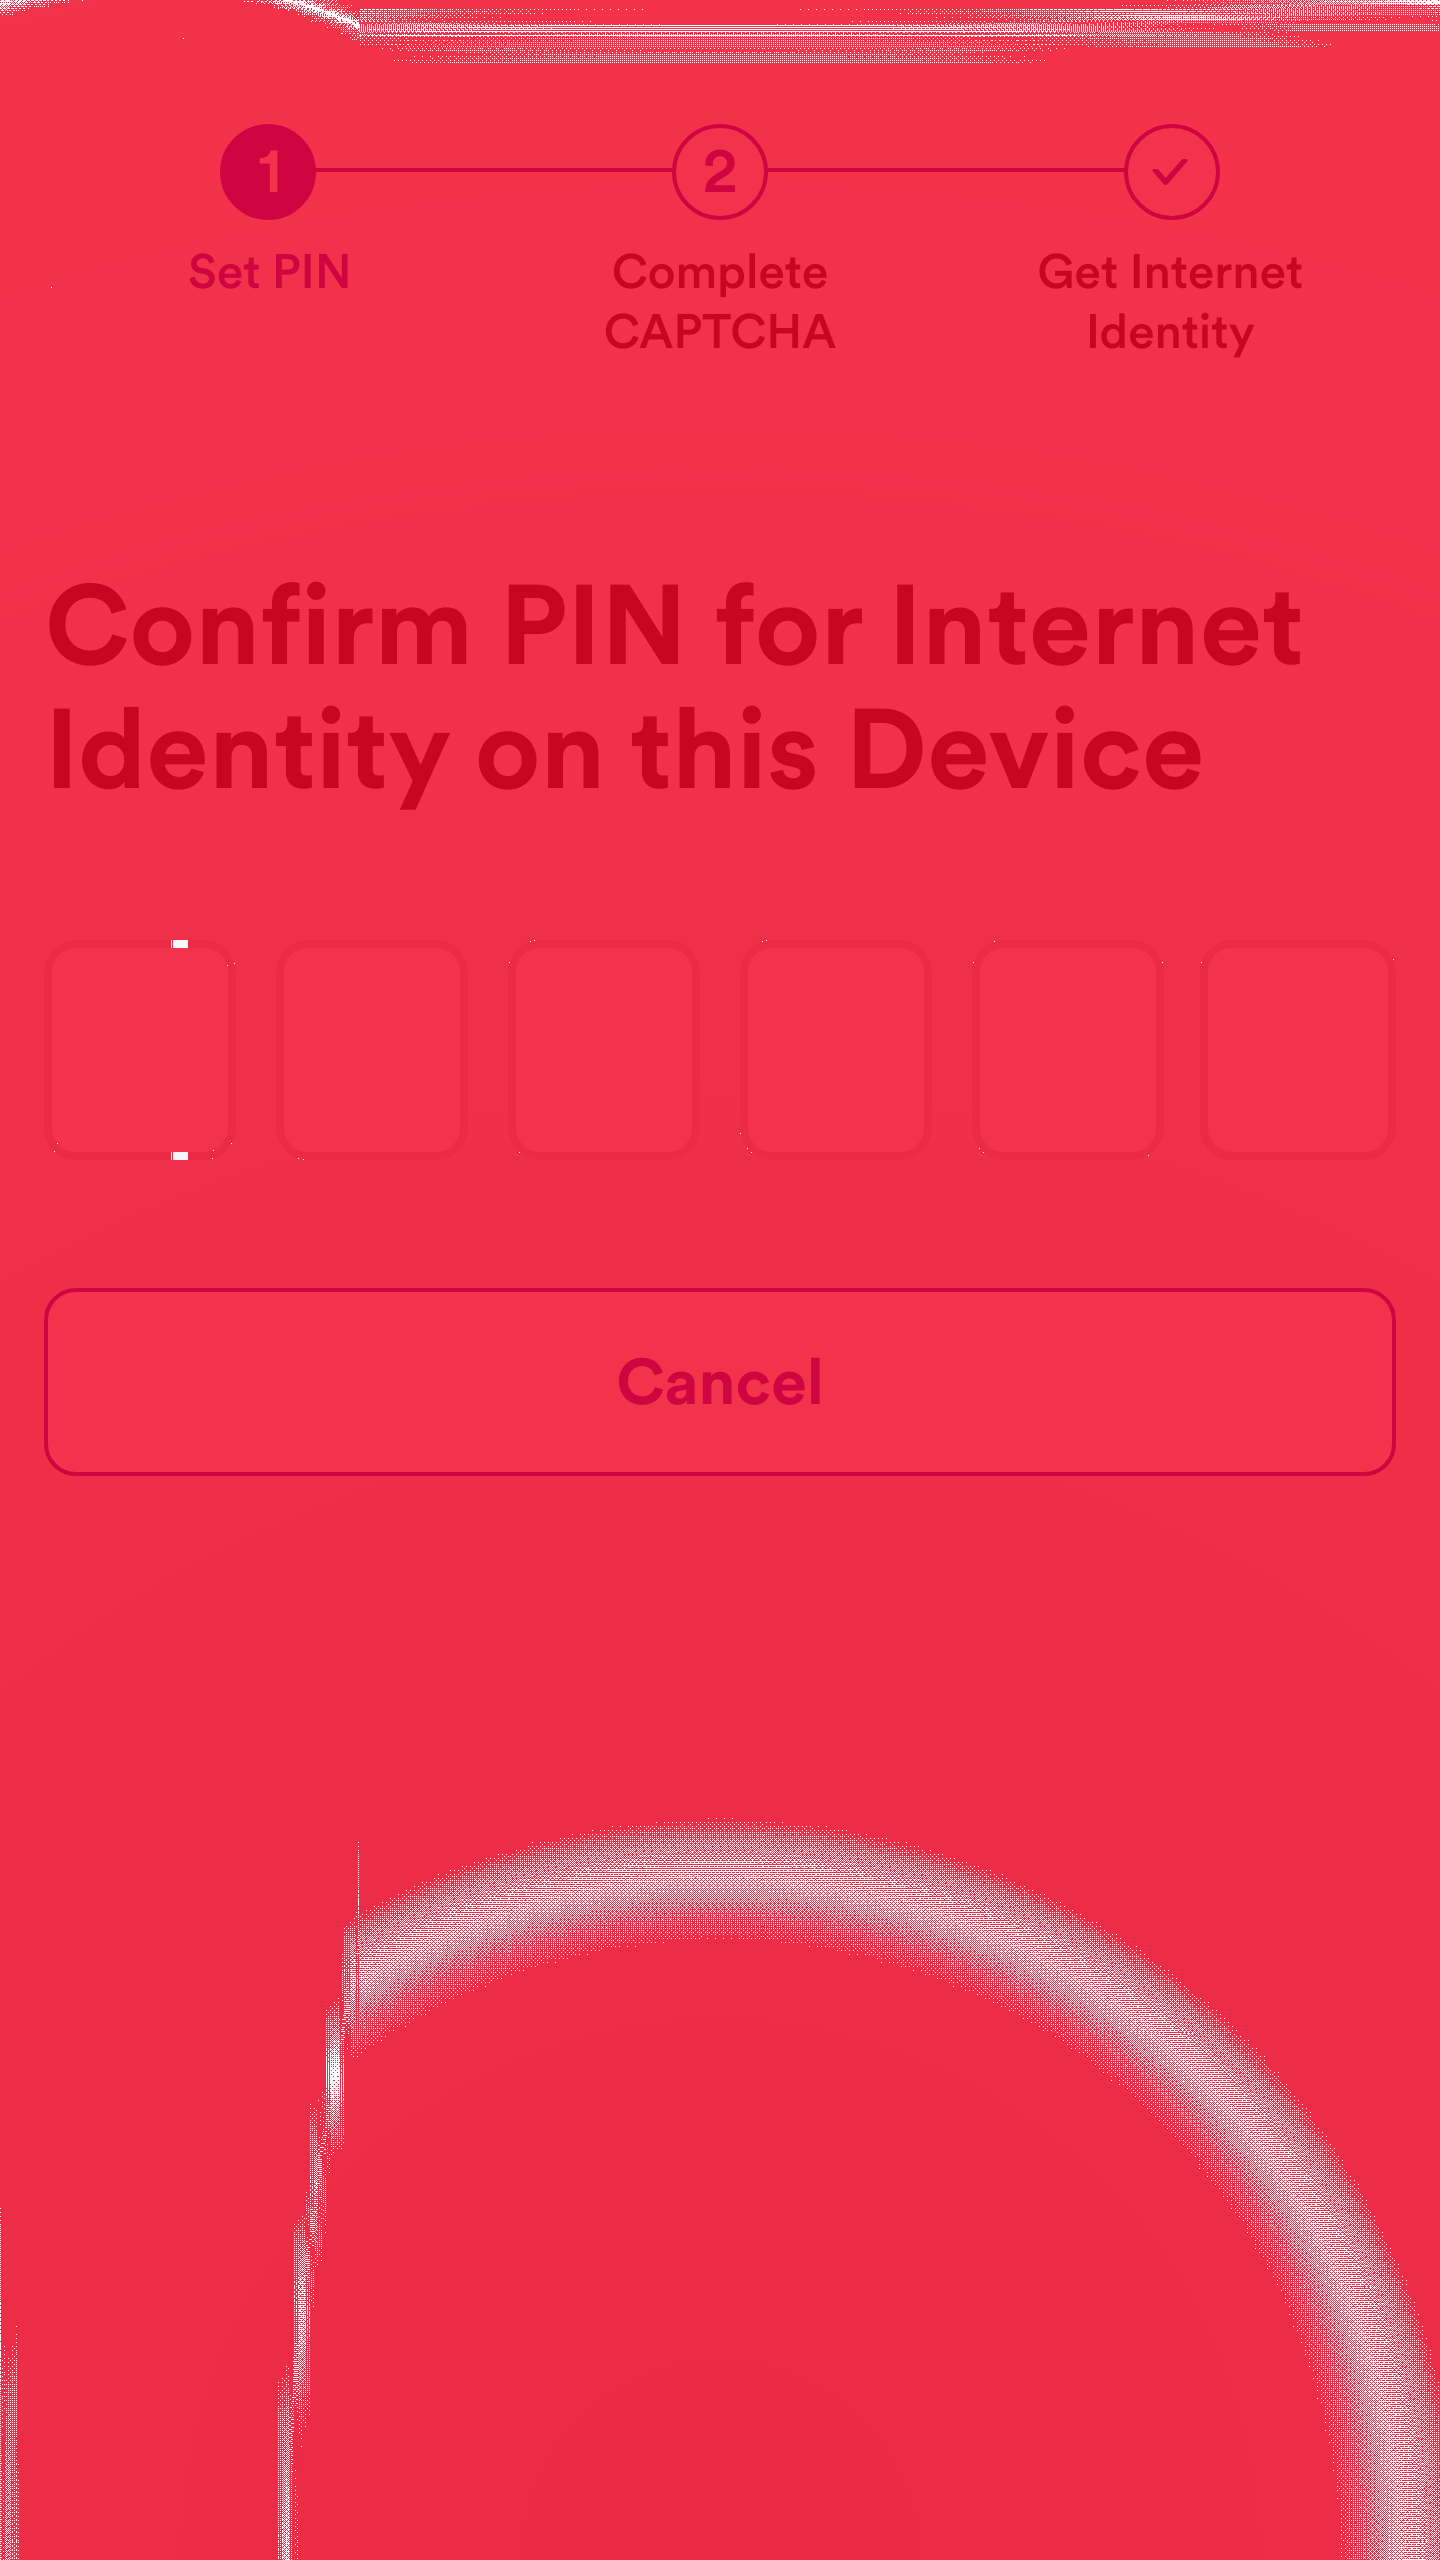 1
2
Set PIN
Complete
CAPTCHA
Get Internet
Identity
Confirm PIN for Internet
Identity on this Device
Cancel